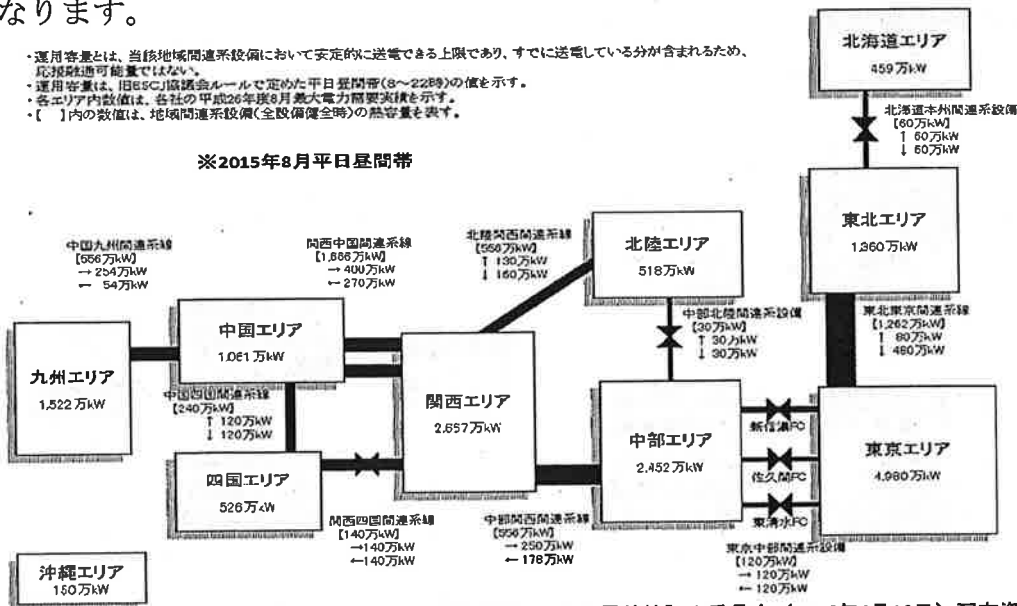 なります。
・運用容量とは、当該地域間連系設備において安定的に送電できる上限であり、すでに送電している分が含まれるため、
応援融通可能量ではない。
・運用容量は、旧ESCJ協議会ルールで定めた平日昼間帯(8～22時)の値を示す。
・各エリア内数値は、各社の平成26年度8月最大電力需要実績を示す。
・【　】内の数値は、地域間連系設備(全設備健全時)の熱容量を表す。
※2015年8月平日昼間帯
北海道エリア
459万kW
北海道本州間連系設備
【60万kW】
↑ 60万kW
↓ 60万kW
東北エリア
1,360万kW
東北東京間連系線
【1,262万kW】
↑ 80万kW
↓ 480万kW
北陸エリア
518万kW
北陸関西間連系線
【556万kW】
↑ 130万kW
↓ 160万kW
中部北陸間連系設備
【30万kW】
↑ 30万kW
↓ 30万kW
中国九州間連系線
【556万kW】
→ 254万kW
← 54万kW
関西中国間連系線
【1,666万kW】
→ 400万kW
← 270万kW
九州エリア
1,522万kW
中国エリア
1,061万kW
中国四国間連系線
【240万kW】
↑ 120万kW
↓ 120万kW
四国エリア
526万kW
関西エリア
2,657万kW
関西四国間連系線
【140万kW】
→140万kW
←140万kW
中部関西間連系線
【556万kW】
→ 250万kW
← 178万kW
中部エリア
2,452万kW
新信濃FC
佐久間FC
東清水FC
東京エリア
4,980万kW
東京中部間連系設備
【120万kW】
→ 120万kW
← 120万kW
沖縄エリア
150万kW